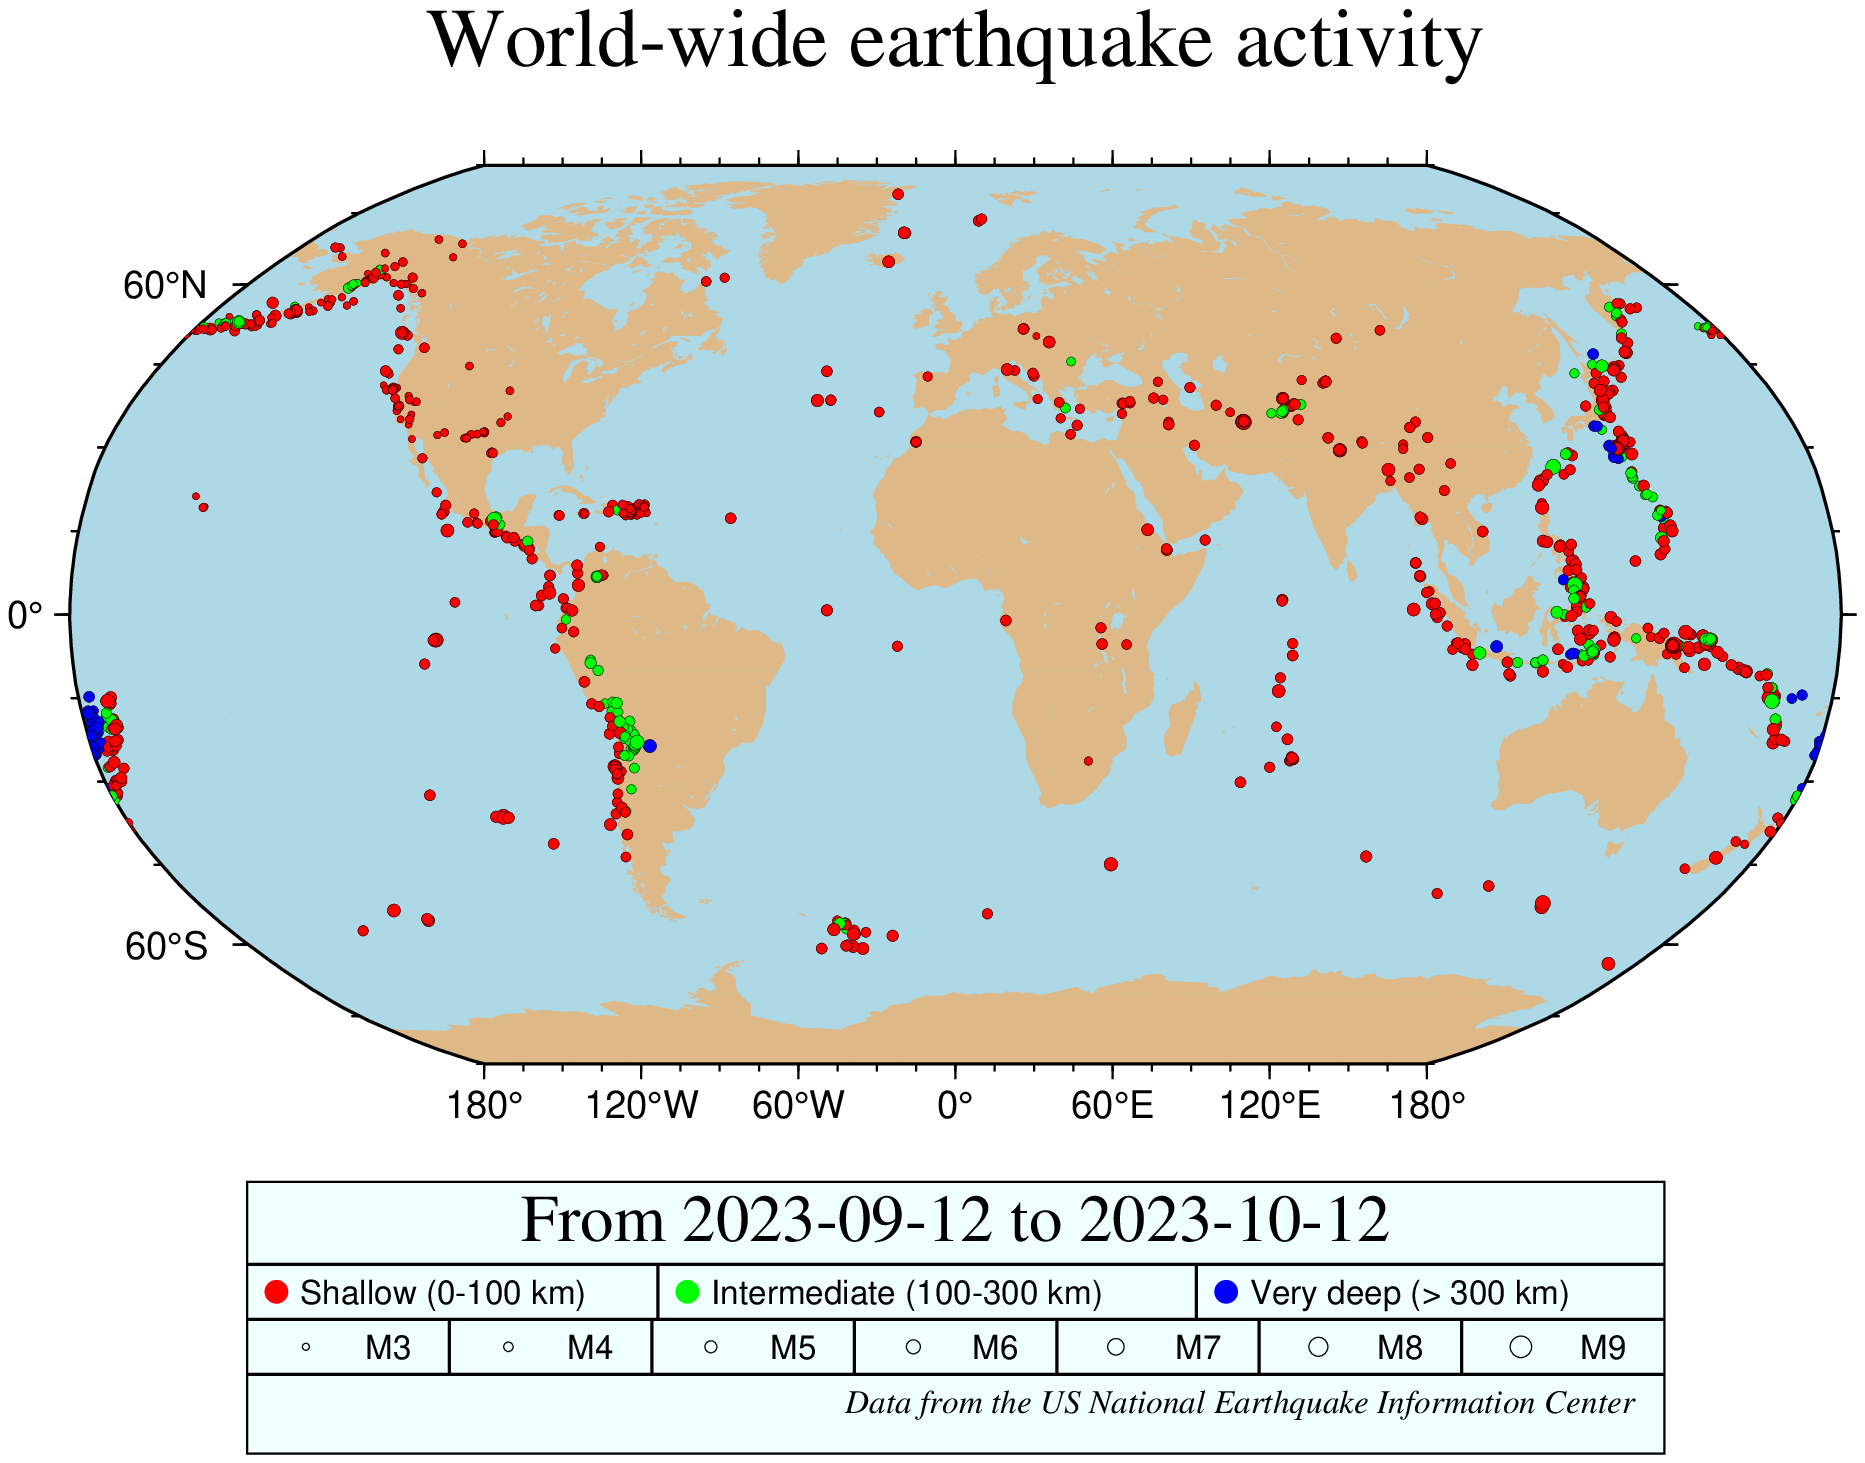 World-wide earthquake activity
60°N
0°
60°S
180° 120°W 60°W 0° 60°E 120°E 180°
From 2023-09-12 to 2023-10-12
Shallow (0-100 km) Intermediate (100-300 km) Very deep (> 300 km)
M3 M4 M5 M6 M7 M8 M9
Data from the US National Earthquake Information Center